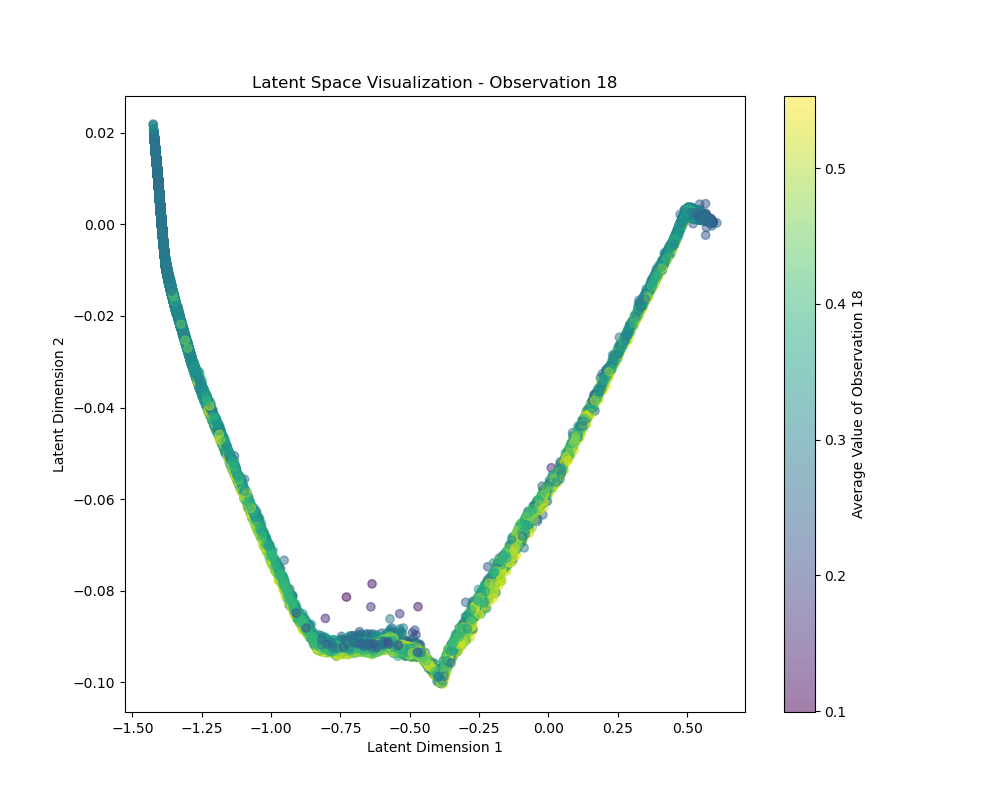 Latent Space Visualization - Observation 18
0.02
0.00
−0.02
−0.04
−0.06
−0.08
−0.10
Latent Dimension 2
−1.50 −1.25 −1.00 −0.75 −0.50 −0.25 0.00 0.25 0.50
Latent Dimension 1
0.5
0.4
0.3
0.2
0.1
Average Value of Observation 18